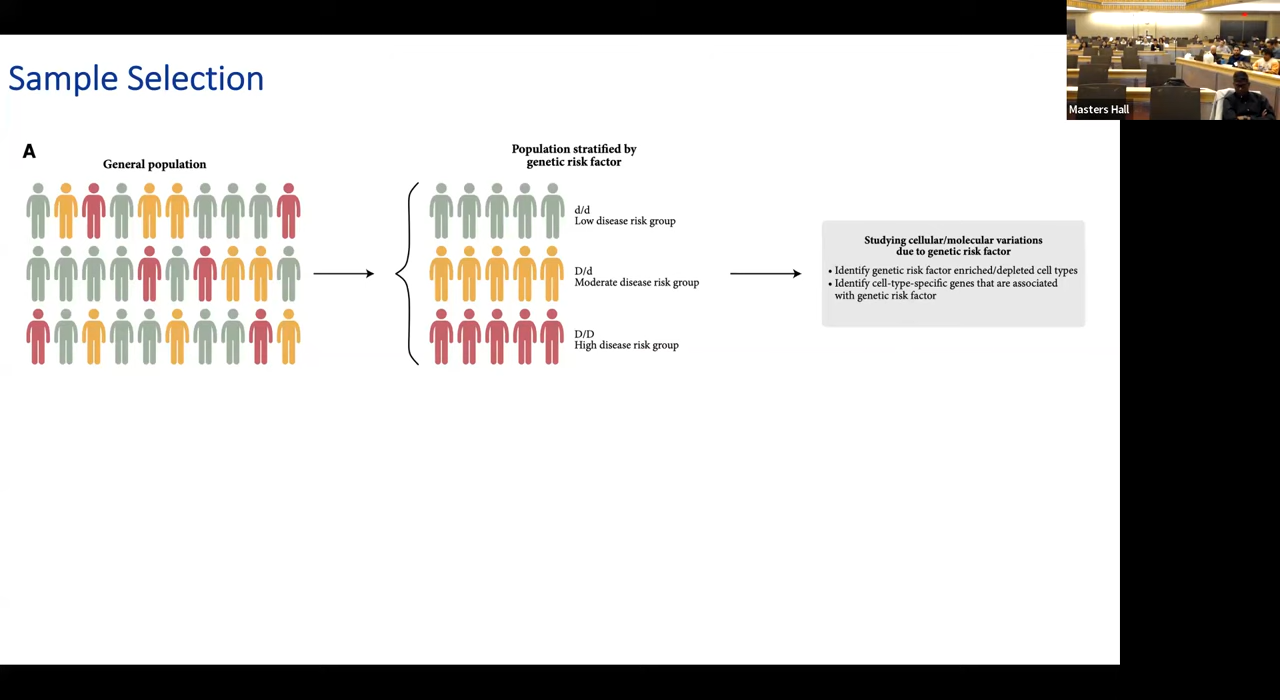 Sample Selection
Masters Hall
A
General population
Population stratified by
genetic risk factor
d/d
Low disease risk group
D/d
Moderate disease risk group
D/D
High disease risk group
Studying cellular/molecular variations
due to genetic risk factor
• Identify genetic risk factor enriched/depleted cell types
• Identify cell-type-specific genes that are associated
with genetic risk factor